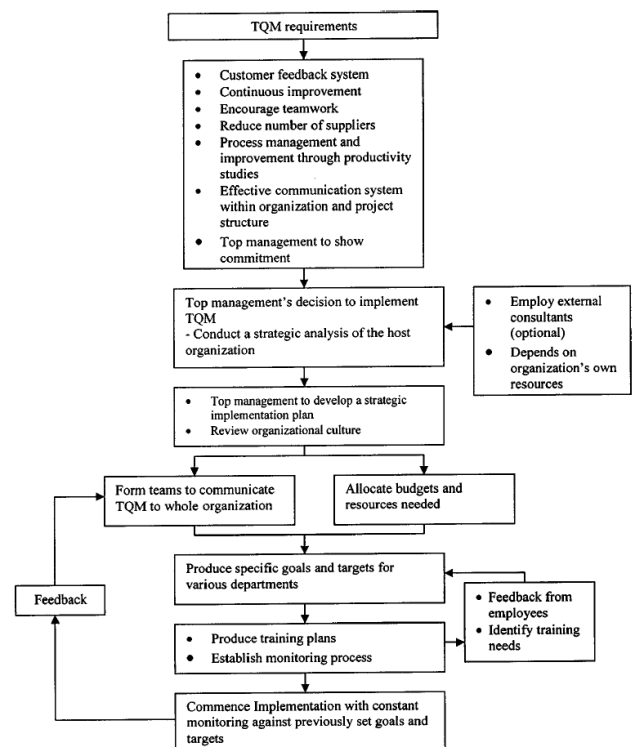 TQM requirements
• Customer feedback system
• Continuous improvement
• Encourage teamwork
• Reduce number of suppliers
• Process management and
improvement through productivity
studies
• Effective communication system
within organization and project
structure
• Top management to show
commitment
Top management's decision to implement
TQM
- Conduct a strategic analysis of the host
organization
• Employ external
consultants
(optional)
• Depends on
organization's own
resources
• Top management to develop a strategic
implementation plan
• Review organizational culture
Form teams to communicate
TQM to whole organization
Allocate budgets and
resources needed
Produce specific goals and targets for
various departments
Feedback
• Feedback from
employees
• Identify training
needs
• Produce training plans
• Establish monitoring process
Commence Implementation with constant
monitoring against previously set goals and
targets